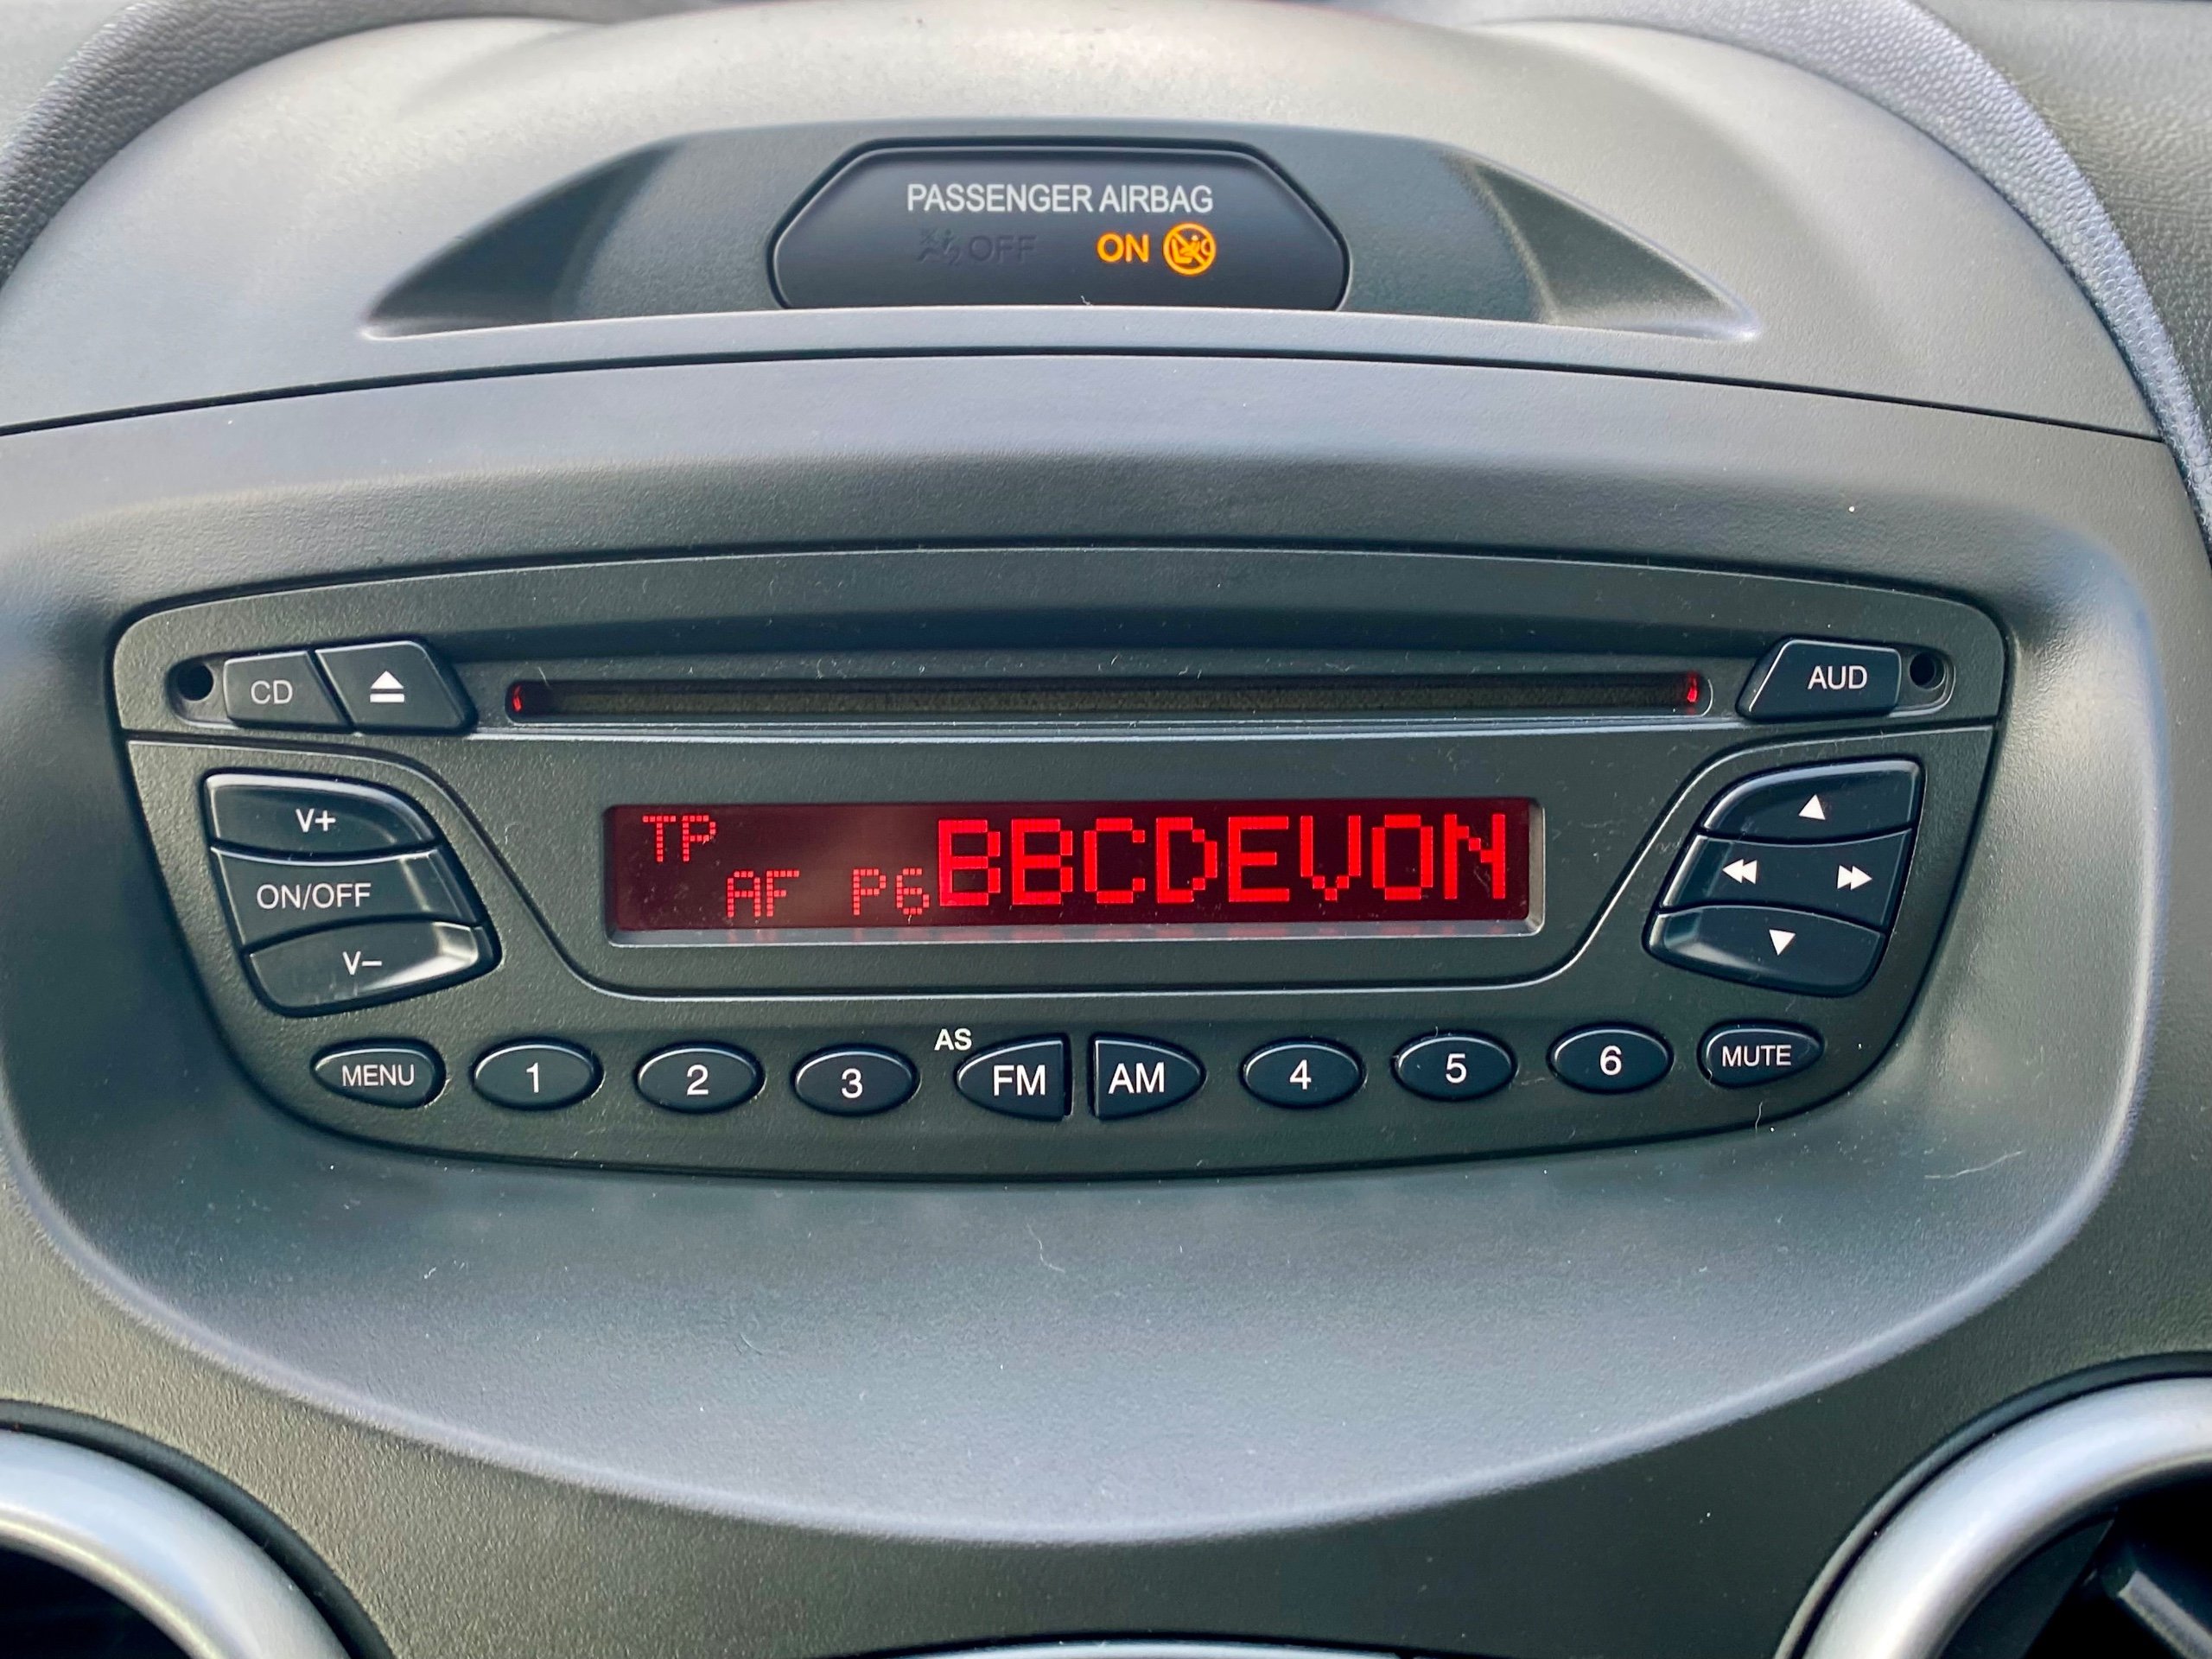 PASSENGER AIRBAG
OFF ON
CD AUD
V+
TP
AF P6 BBCDEVON
ON/OFF
V–
AS
MENU 1 2 3 FM AM 4 5 6 MUTE